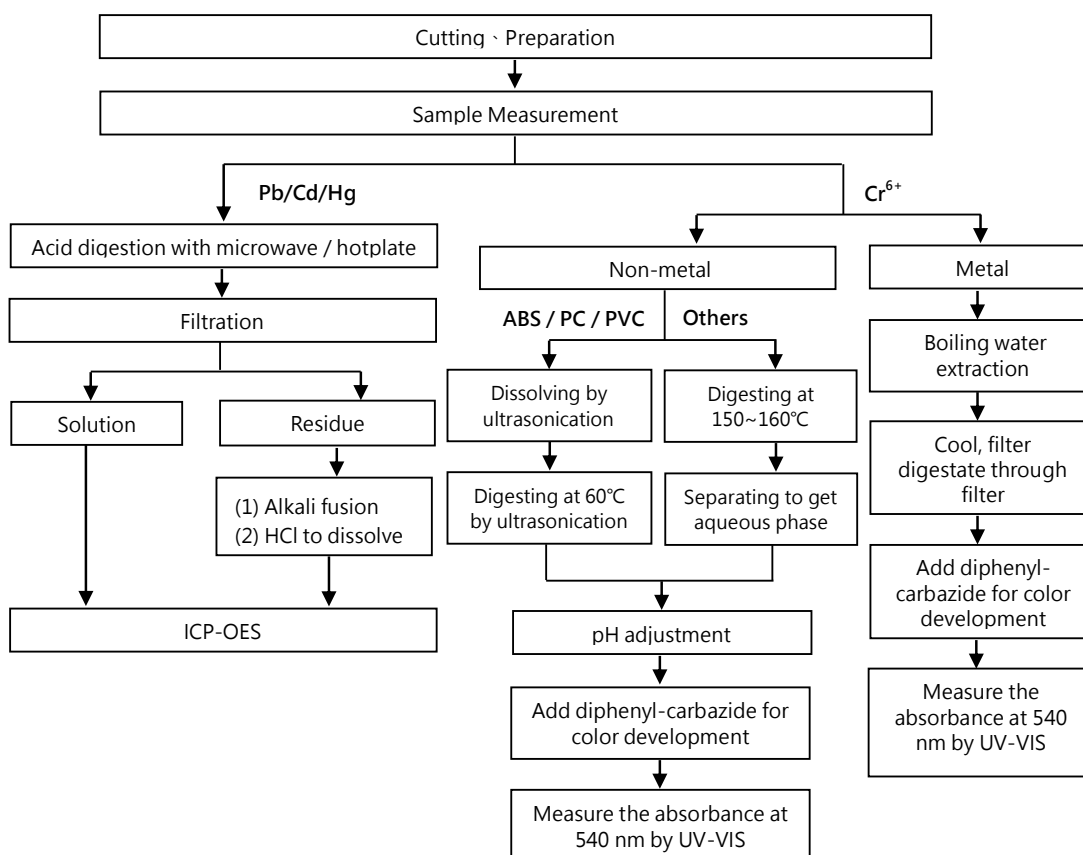 Cutting、Preparation
Sample Measurement
Pb/Cd/Hg
Cr⁶⁺
Acid digestion with microwave / hotplate
Non-metal
Metal
Filtration
ABS / PC / PVC
Others
Boiling water
extraction
Solution
Residue
Dissolving by
ultrasonication
Digesting at
150~160℃
Cool, filter
digestate through
filter
(1) Alkali fusion
(2) HCl to dissolve
Digesting at 60℃
by ultrasonication
Separating to get
aqueous phase
Add diphenyl-
carbazide for color
development
ICP-OES
pH adjustment
Measure the
absorbance at 540
nm by UV-VIS
Add diphenyl-carbazide for
color development
Measure the absorbance at
540 nm by UV-VIS